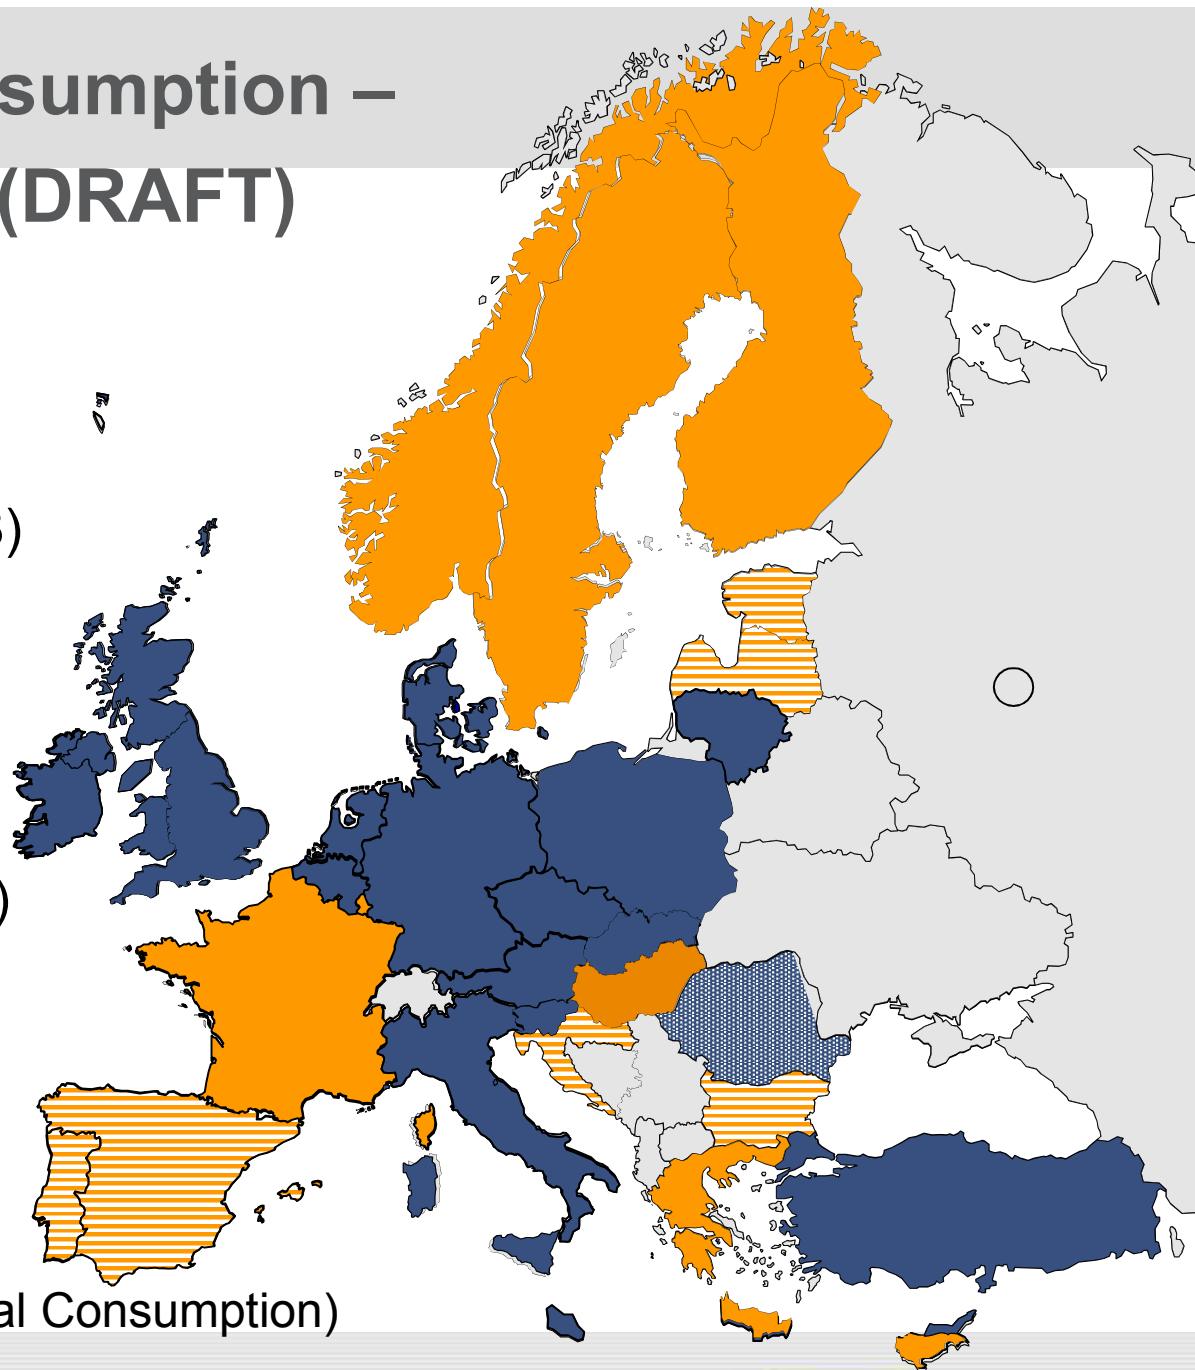 sumption –
(DRAFT)
)
)
al Consumption)